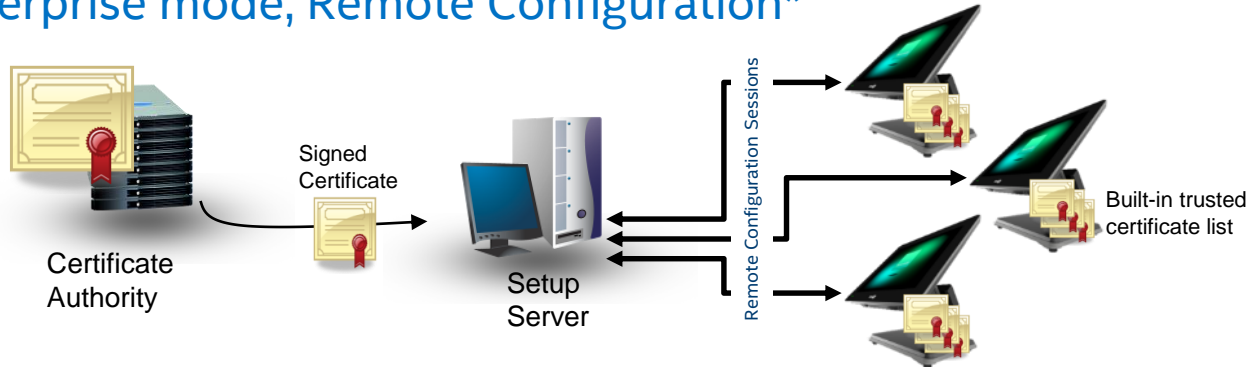 erprise mode, Remote Configuration"
Signed
Certificate
Certificate
Authority
Setup
Server
Remote Configuration Sessions
Built-in trusted
certificate list